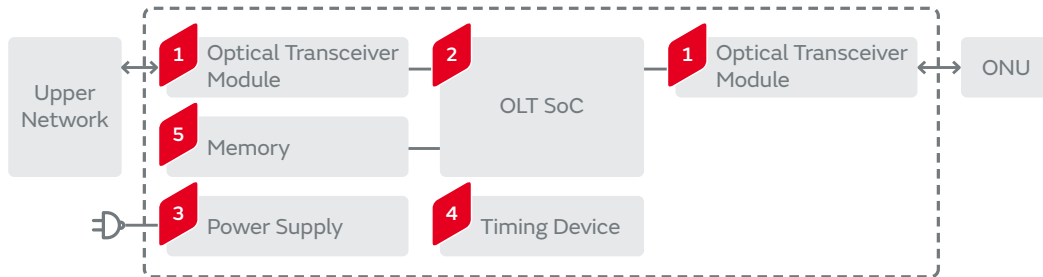 Upper
Network
1
Optical Transceiver
Module
2
OLT SoC
1
Optical Transceiver
Module
ONU
5
Memory
3
Power Supply
4
Timing Device